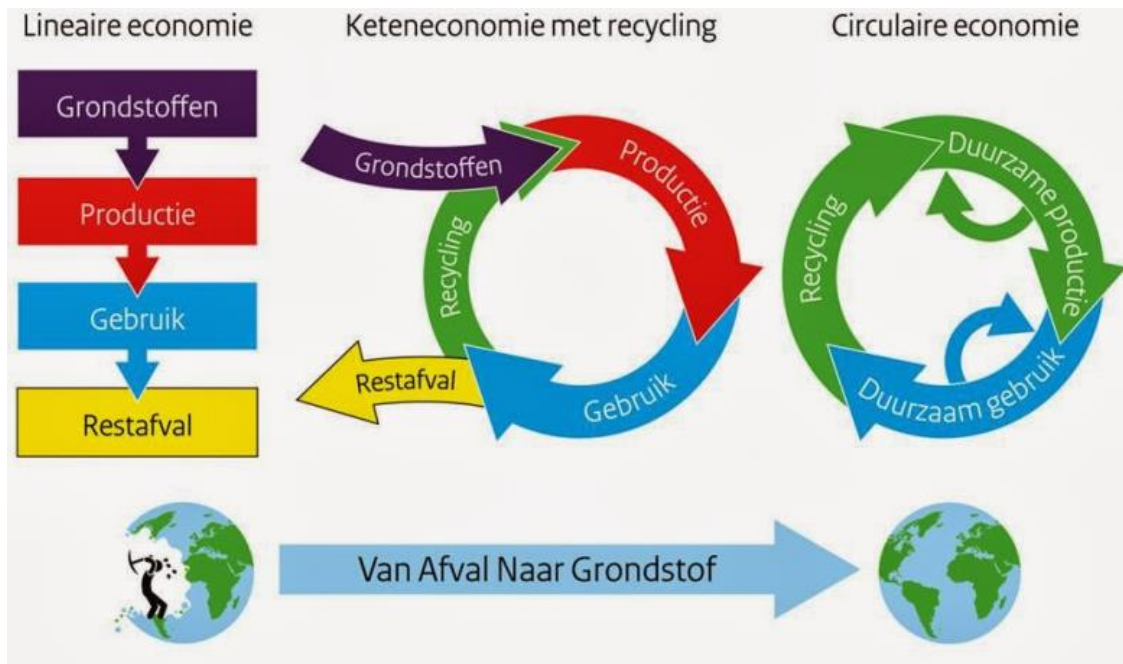 Lineaire economie
Keteneconomie met recycling
Circulaire economie
Grondstoffen
Productie
Gebruik
Restafval
Grondstoffen
Productie
Gebruik
Recycling
Restafval
Duurzame productie
Duurzaam gebruik
Recycling
Van Afval Naar Grondstof